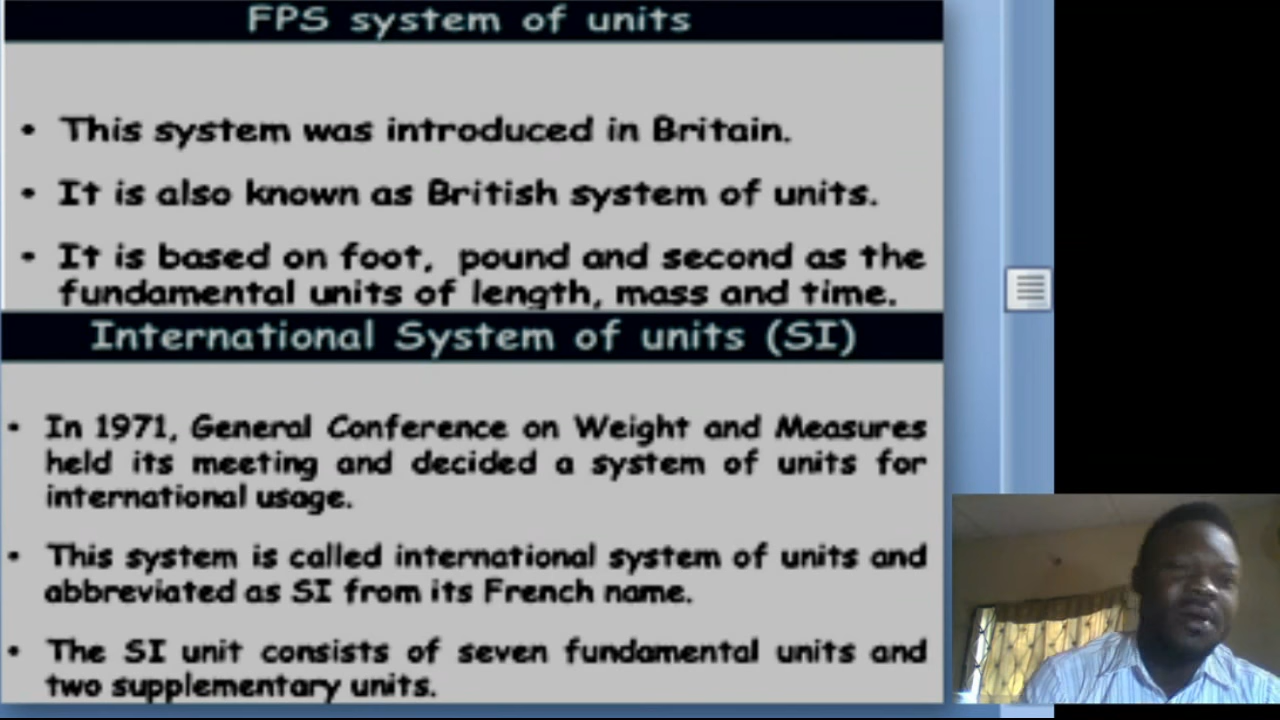 FPS system of units
• This system was introduced in Britain.
• It is also known as British system of units.
• It is based on foot, pound and second as the
fundamental units of length, mass and time.
International System of units (SI)
• In 1971, General Conference on Weight and Measures
held its meeting and decided a system of units for
international usage.
• This system is called international system of units and
abbreviated as SI from its French name.
• The SI unit consists of seven fundamental units and
two supplementary units.